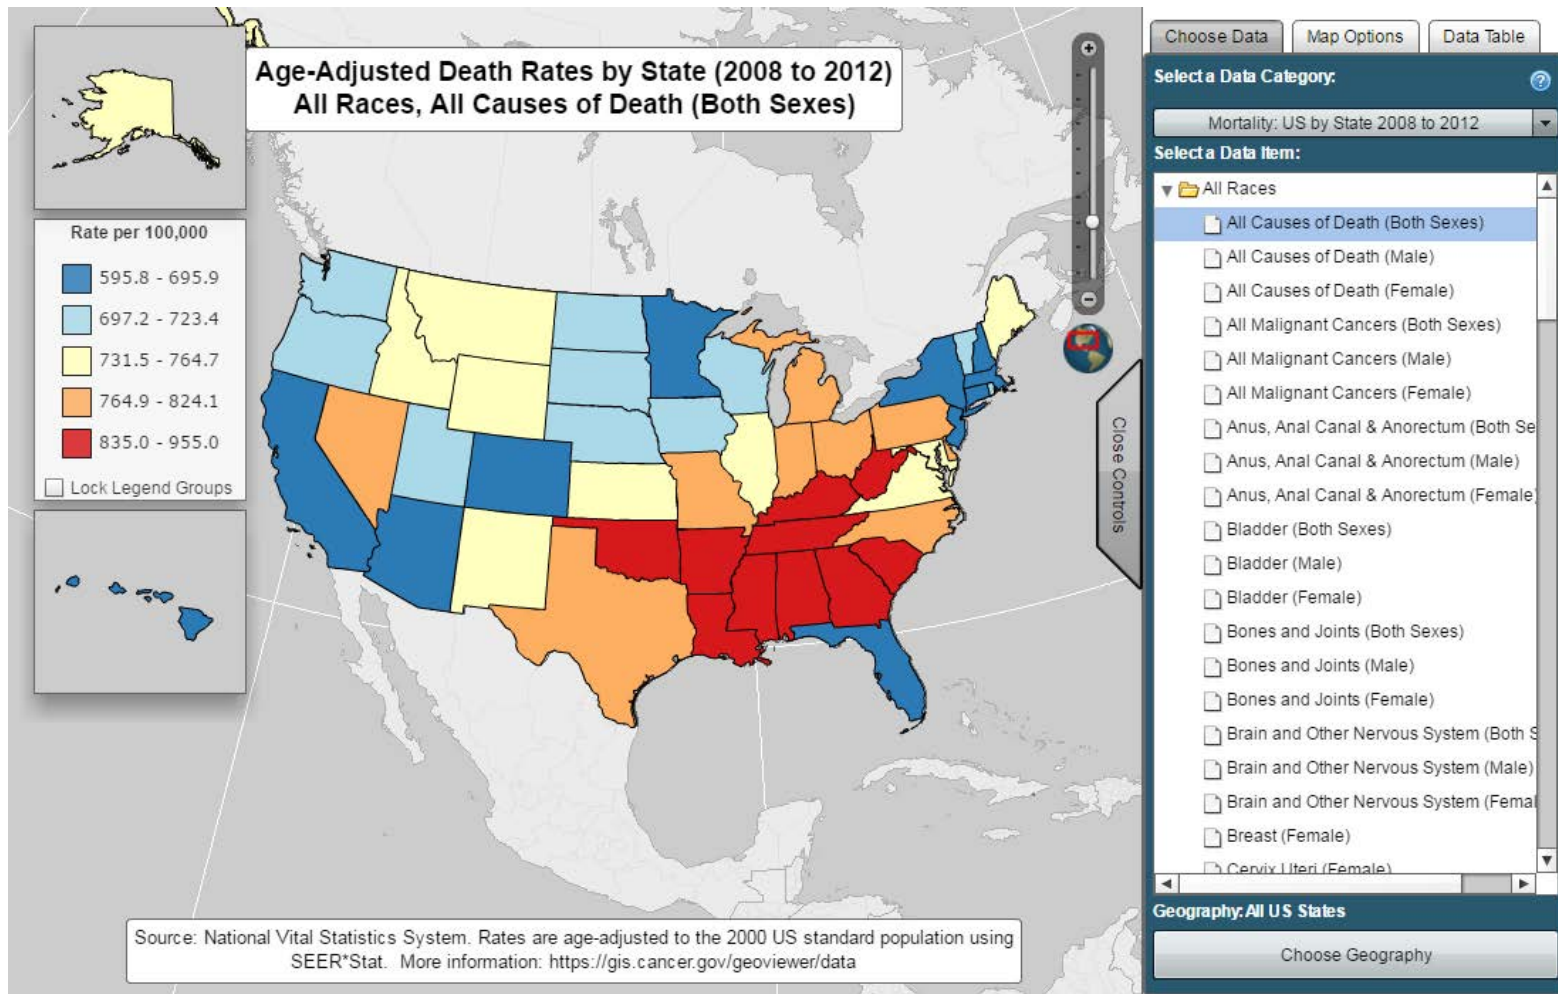 Age-Adjusted Death Rates by State (2008 to 2012)
All Races, All Causes of Death (Both Sexes)
Rate per 100,000
595.8 - 695.9
697.2 - 723.4
731.5 - 764.7
764.9 - 824.1
835.0 - 955.0
Lock Legend Groups
Source: National Vital Statistics System. Rates are age-adjusted to the 2000 US standard population using
SEER*Stat. More information: https://gis.cancer.gov/geoviewer/data
Close Controls
Choose Data
Map Options
Data Table
Select a Data Category:
?
Mortality: US by State 2008 to 2012
Select a Data Item:
All Races
All Causes of Death (Both Sexes)
All Causes of Death (Male)
All Causes of Death (Female)
All Malignant Cancers (Both Sexes)
All Malignant Cancers (Male)
All Malignant Cancers (Female)
Anus, Anal Canal & Anorectum (Both Se
Anus, Anal Canal & Anorectum (Male)
Anus, Anal Canal & Anorectum (Female)
Bladder (Both Sexes)
Bladder (Male)
Bladder (Female)
Bones and Joints (Both Sexes)
Bones and Joints (Male)
Bones and Joints (Female)
Brain and Other Nervous System (Both S
Brain and Other Nervous System (Male)
Brain and Other Nervous System (Femal
Breast (Female)
Cervix Uteri (Female)
Geography:All US States
Choose Geography